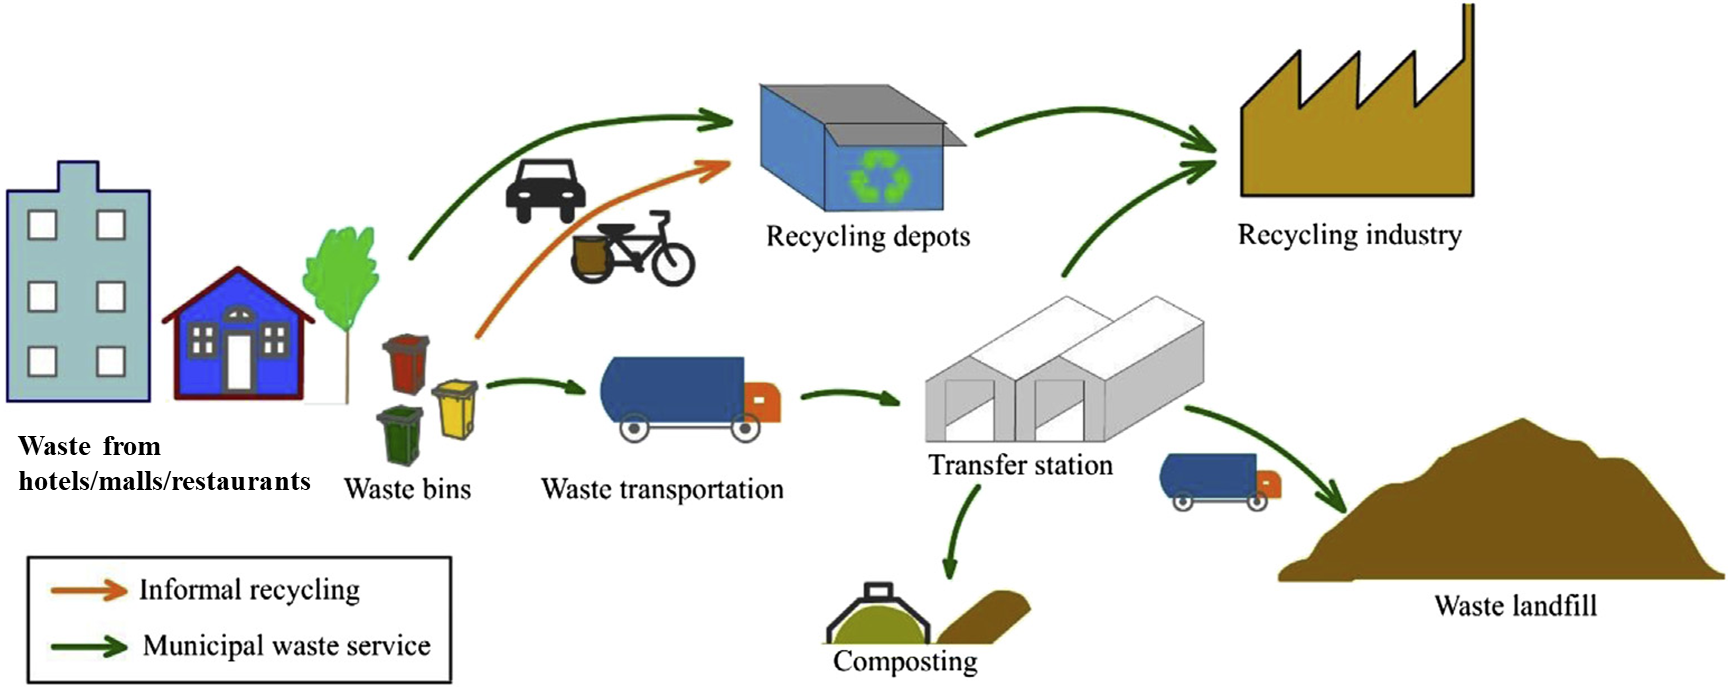 Recycling depots
Recycling industry
Waste from
hotels/malls/restaurants
Waste bins
Waste transportation
Transfer station
Waste landfill
Composting
Informal recycling
Municipal waste service